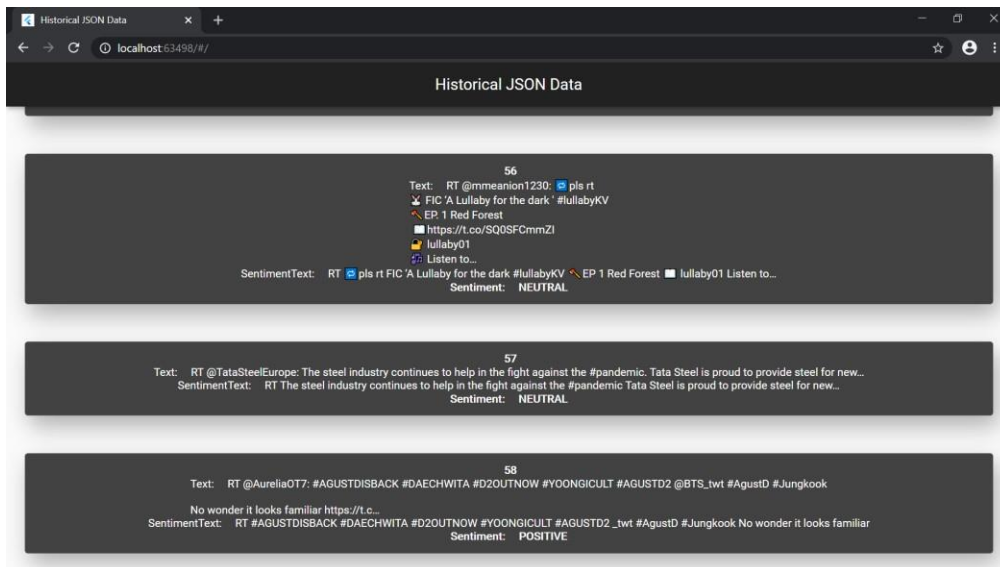 Historical JSON Data
localhost:63498/#/
Historical JSON Data
56
Text: RT @mmeanion1230: 🔁 pls rt
FIC 'A Lullaby for the dark ' #lullabyKV
🔨 EP. 1 Red Forest
📖 https://t.co/SQ0SFCmmZI
🔐 lullaby01
🎼 Listen to…
SentimentText: RT 🔁 pls rt FIC 'A Lullaby for the dark #lullabyKV 🔨 EP 1 Red Forest 📖 lullaby01 Listen to…
Sentiment: NEUTRAL
57
Text: RT @TataSteelEurope: The steel industry continues to help in the fight against the #pandemic. Tata Steel is proud to provide steel for new…
SentimentText: RT The steel industry continues to help in the fight against the #pandemic Tata Steel is proud to provide steel for new…
Sentiment: NEUTRAL
58
Text: RT @AureliaOT7: #AGUSTDISBACK #DAECHWITA #D2OUTNOW #YOONGICULT #AGUSTD2 @BTS_twt #AgustD #Jungkook
No wonder it looks familiar https://t.c…
SentimentText: RT #AGUSTDISBACK #DAECHWITA #D2OUTNOW #YOONGICULT #AGUSTD2 _twt #AgustD #Jungkook No wonder it looks familiar
Sentiment: POSITIVE